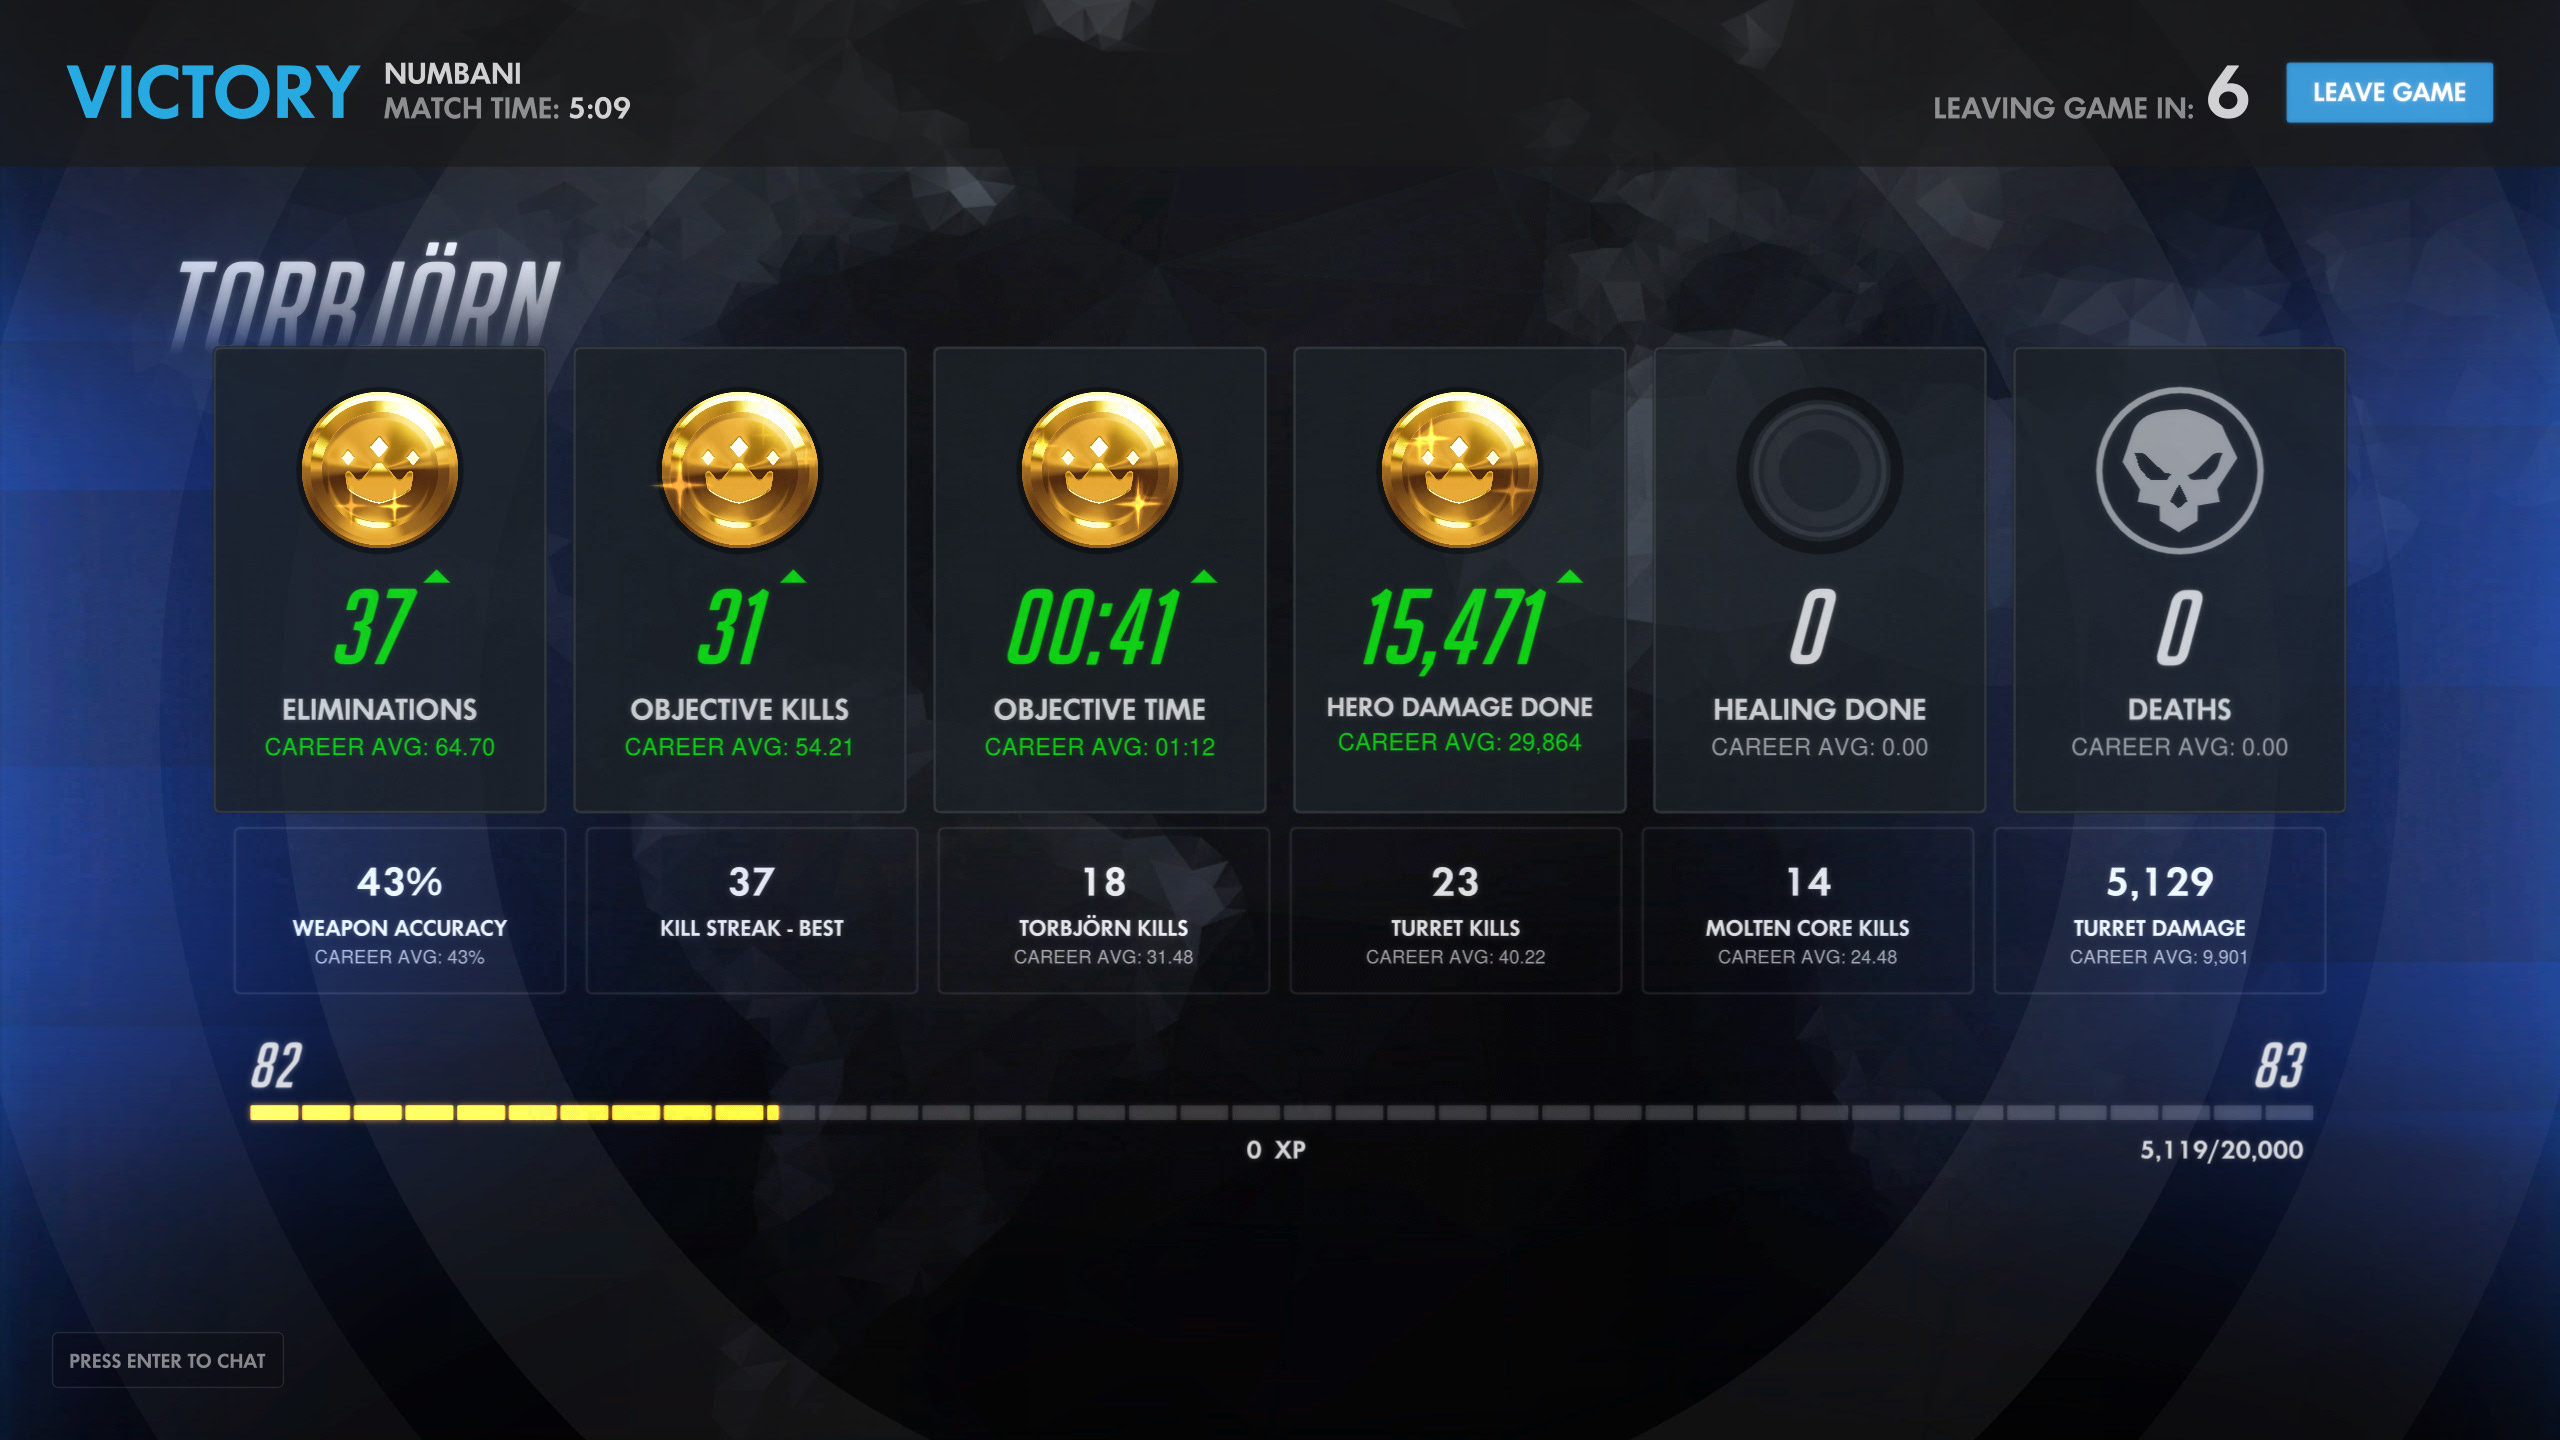 VICTORY
NUMBANI
MATCH TIME: 5:09
LEAVING GAME IN: 6
LEAVE GAME
TORBJÖRN
37
ELIMINATIONS
CAREER AVG: 64.70
31
OBJECTIVE KILLS
CAREER AVG: 54.21
00:41
OBJECTIVE TIME
CAREER AVG: 01:12
15,471
HERO DAMAGE DONE
CAREER AVG: 29,864
0
HEALING DONE
CAREER AVG: 0.00
0
DEATHS
CAREER AVG: 0.00
43%
WEAPON ACCURACY
CAREER AVG: 43%
37
KILL STREAK - BEST
18
TORBJÖRN KILLS
CAREER AVG: 31.48
23
TURRET KILLS
CAREER AVG: 40.22
14
MOLTEN CORE KILLS
CAREER AVG: 24.48
5,129
TURRET DAMAGE
CAREER AVG: 9,901
82
83
0 XP
5,119/20,000
PRESS ENTER TO CHAT